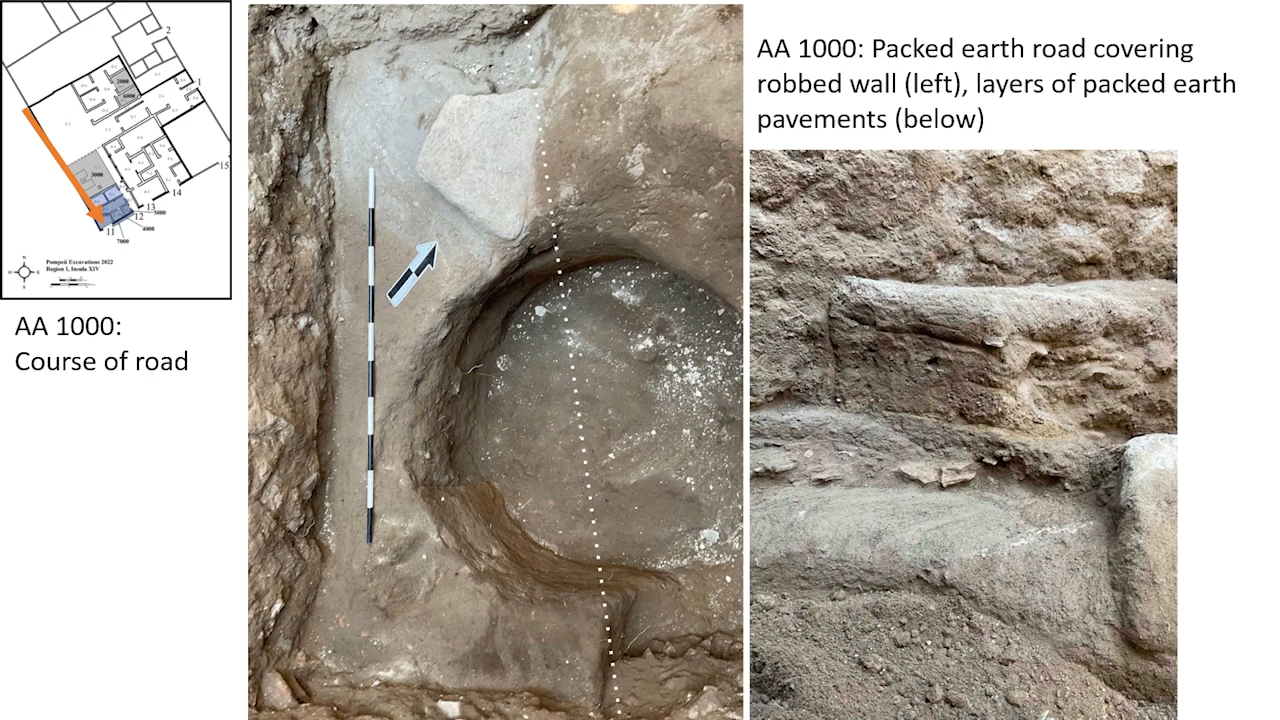 2
1
2000
6000
15
3000
14
13
5000
12
4000
11
7000
N
W
E
S
Pompeii Excavations 2022
Region I, Insula XIV
AA 1000:
Course of road
AA 1000: Packed earth road covering
robbed wall (left), layers of packed earth
pavements (below)